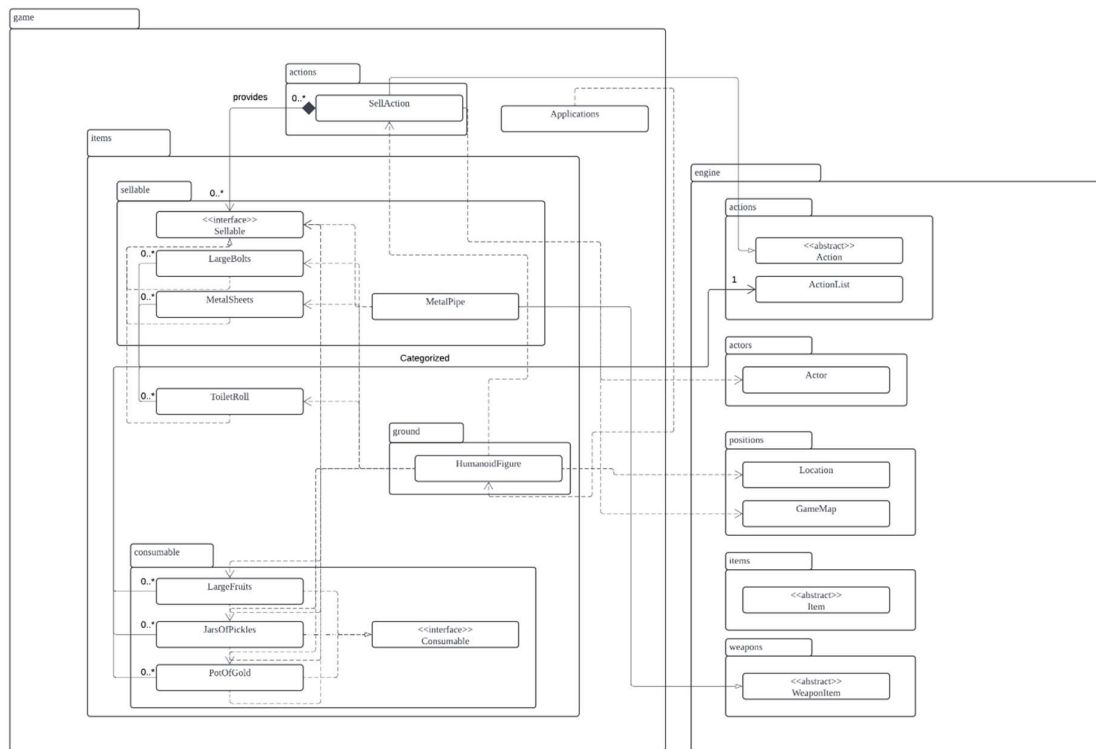 game
actions
provides
0..*
SellAction
Applications
items
engine
sellable
0..*
actions
<<interface>>
Sellable
<<abstract>>
Action
0..*
LargeBolts
1
ActionList
0..*
MetalSheets
MetalPipe
Categorized
actors
Actor
0..*
ToiletRoll
ground
positions
HumanoidFigure
Location
GameMap
consumable
items
0..*
LargeFruits
<<abstract>>
Item
0..*
JarsOfPickles
<<interface>>
Consumable
weapons
0..*
PotOfGold
<<abstract>>
WeaponItem